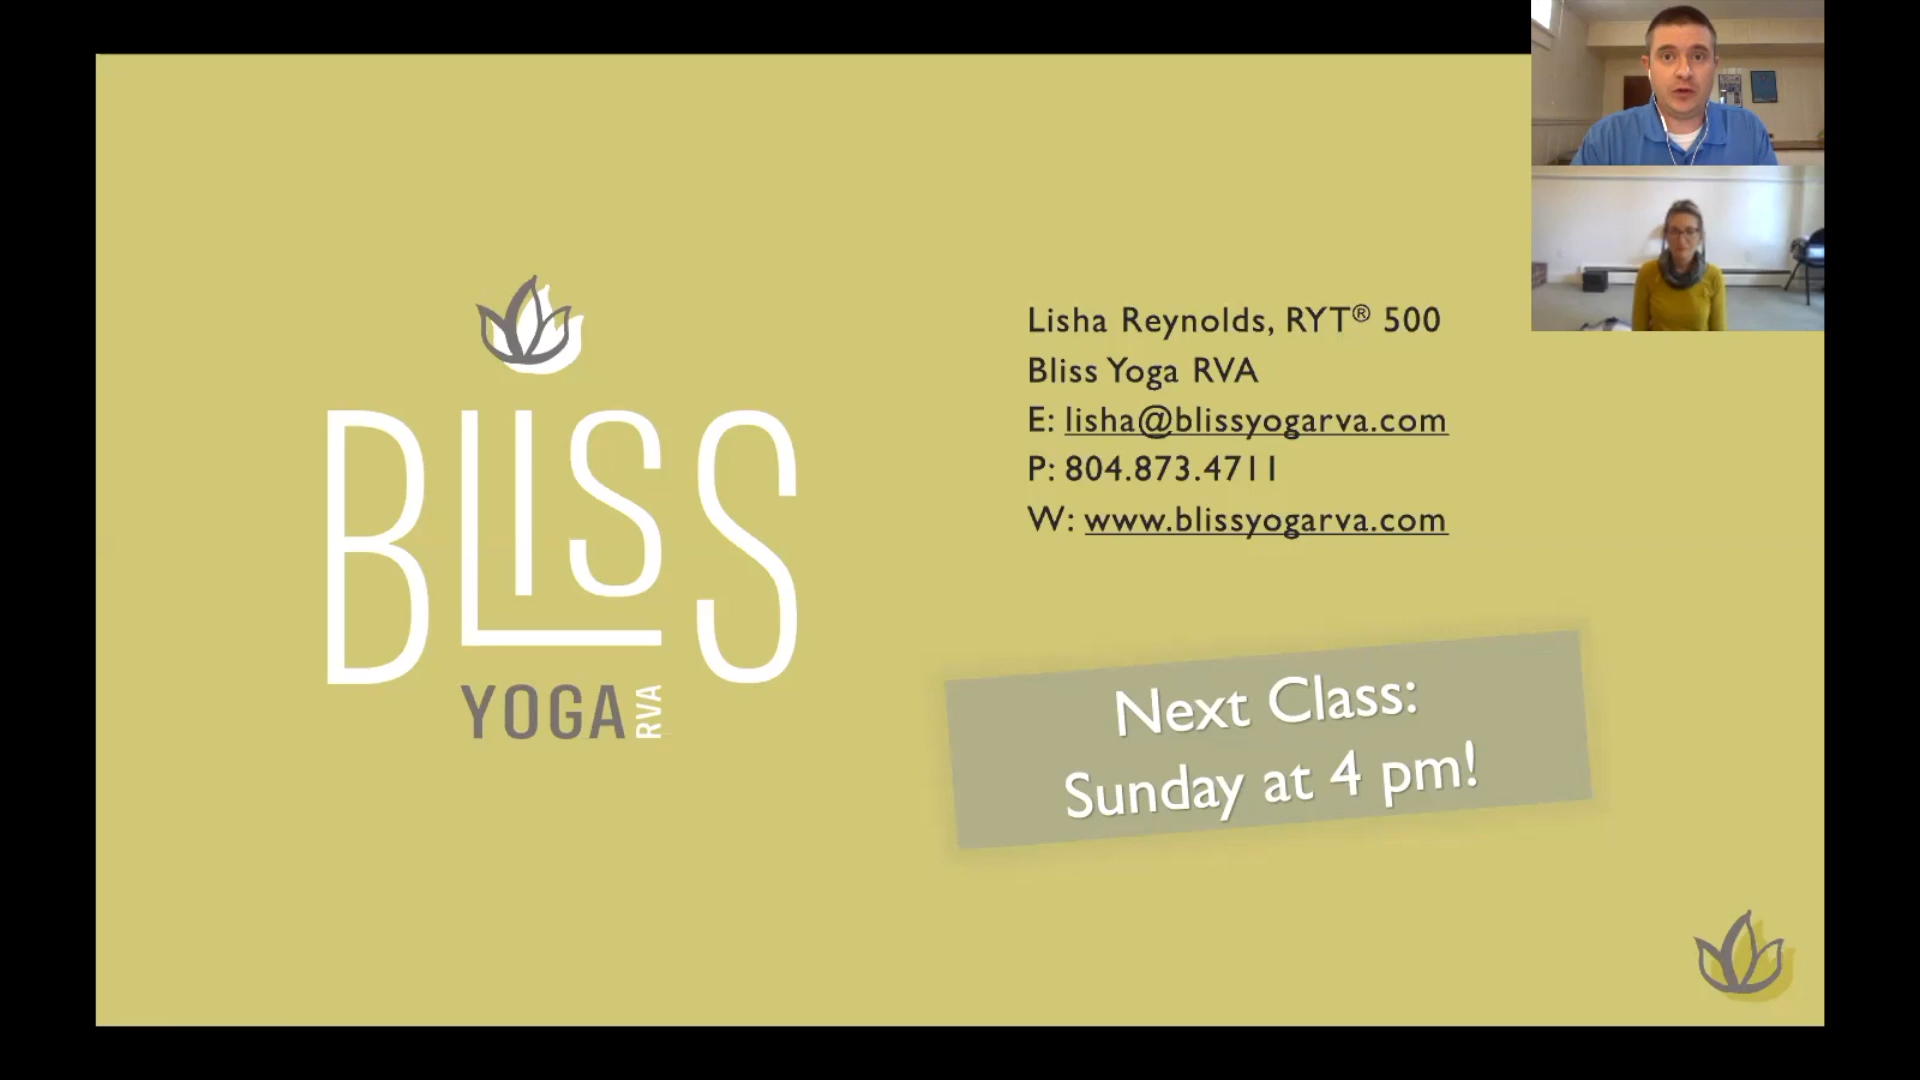 BLISS
YOGA RVA
Lisha Reynolds, RYT® 500
Bliss Yoga RVA
E: lisha@blissyogarva.com
P: 804.873.4711
W: www.blissyogarva.com
Next Class:
Sunday at 4 pm!